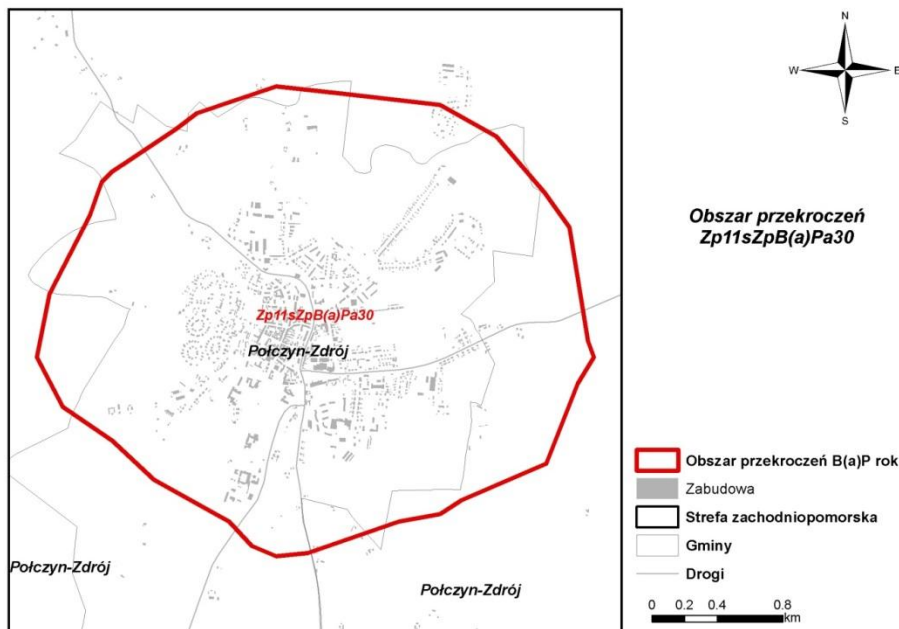 N
W
E
S
Obszar przekroczeń
Zp11sZpB(a)Pa30
Zp11sZpB(a)Pa30
Połczyn-Zdrój
Połczyn-Zdrój
Połczyn-Zdrój
Obszar przekroczeń B(a)P rok
Zabudowa
Strefa zachodniopomorska
Gminy
Drogi
0 0.2 0.4 0.8
km